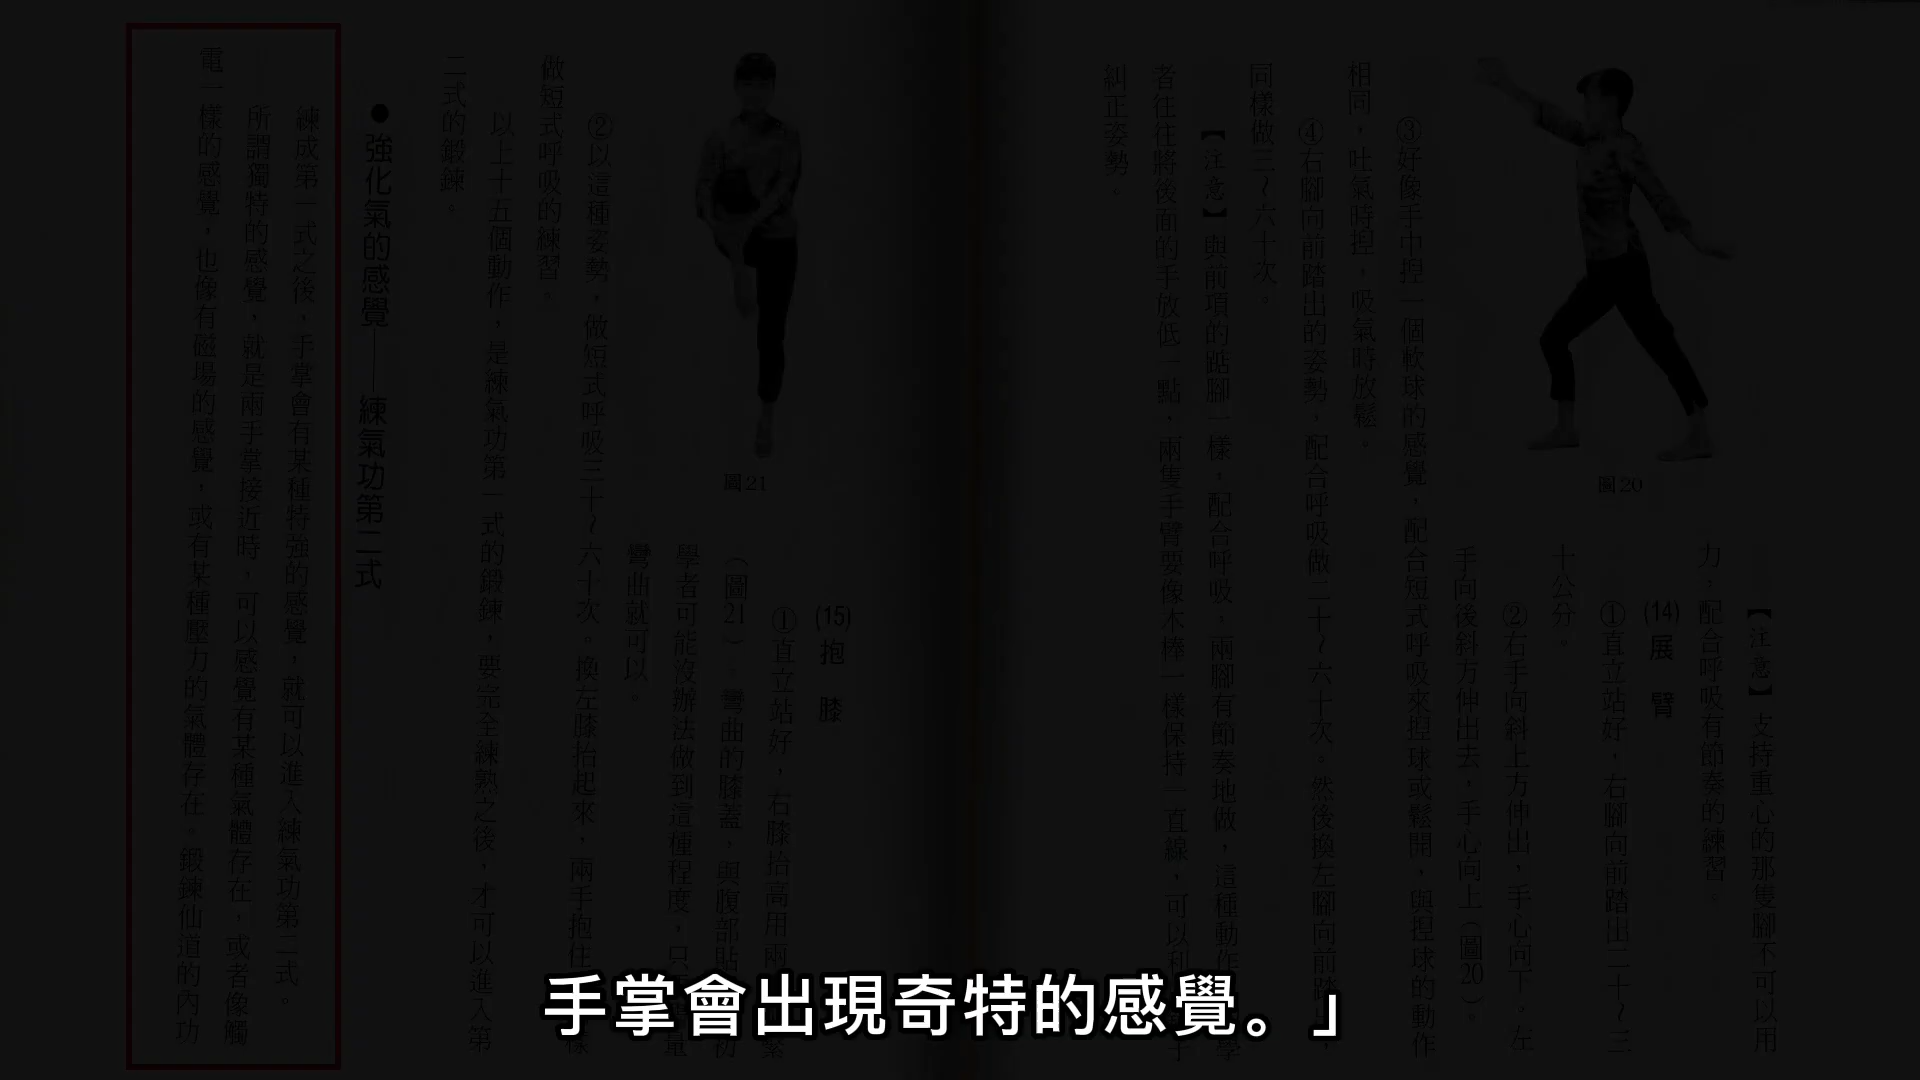 【注意】支持重心的那隻腳不可以用
力，配合呼吸有節奏的練習。
(14)展　臂
①直立站好，右腳向前踏出二十～三
十公分。
②右手向斜上方伸出，手心向下，左
手向後斜方伸出去，手心向上（圖20）。
圖20
③好像手中捏一個軟球的感覺，配合短式呼吸來捏球或鬆開，與捏球的動作
相同，吐氣時捏，吸氣時放鬆。
④右腳向前踏出的姿勢，配合呼吸做二十～六十次。然後換左腳向前踏
同樣做三～六十次。
【注意】與前項的踮腳一樣，配合呼吸，兩腳有節奏地做，這種動作
者往往將後面的手放低一點，兩隻手臂要像木棒一樣保持一直線，可以利
糾正姿勢。
(15)抱　膝
①直立站好，右膝抬高用兩
（圖21）。彎曲的膝蓋，與腹部貼
學者可能沒辦法做到這種程度，只
彎曲就可以。
圖21
②以這種姿勢，做短式呼吸三十～六十次。換左膝抬起來，兩手抱住
做短式呼吸的練習。
以上十五個動作，是練氣功第一式的鍛鍊，要完全練熟之後，才可以進入第
二式的鍛鍊。
●強化氣的感覺——練氣功第二式
練成第一式之後，手掌會有某種特強的感覺，就可以進入練氣功第二式。
所謂獨特的感覺，就是兩手掌接近時，可以感覺有某種氣體存在，或者像觸
電一樣的感覺，也像有磁場的感覺，或有某種壓力的氣體存在。鍛鍊仙道的內功
手掌會出現奇特的感覺。」